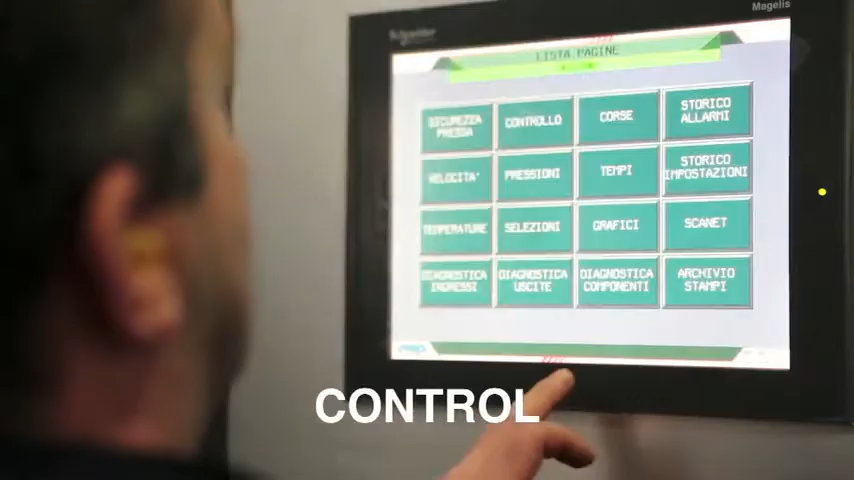 Schneider
Magelis
LISTA PAGINE
SICUREZZA
PRESSA
CONTROLLO
CORSE
STORICO
ALLARMI
VELOCITA'
PRESSIONI
TEMPI
STORICO
IMPOSTAZIONI
TEMPERATURE
SELEZIONI
GRAFICI
SCANET
DIAGNOSTICA
INGRESSI
DIAGNOSTICA
USCITE
DIAGNOSTICA
COMPONENTI
ARCHIVIO
STAMPI
CONTROL